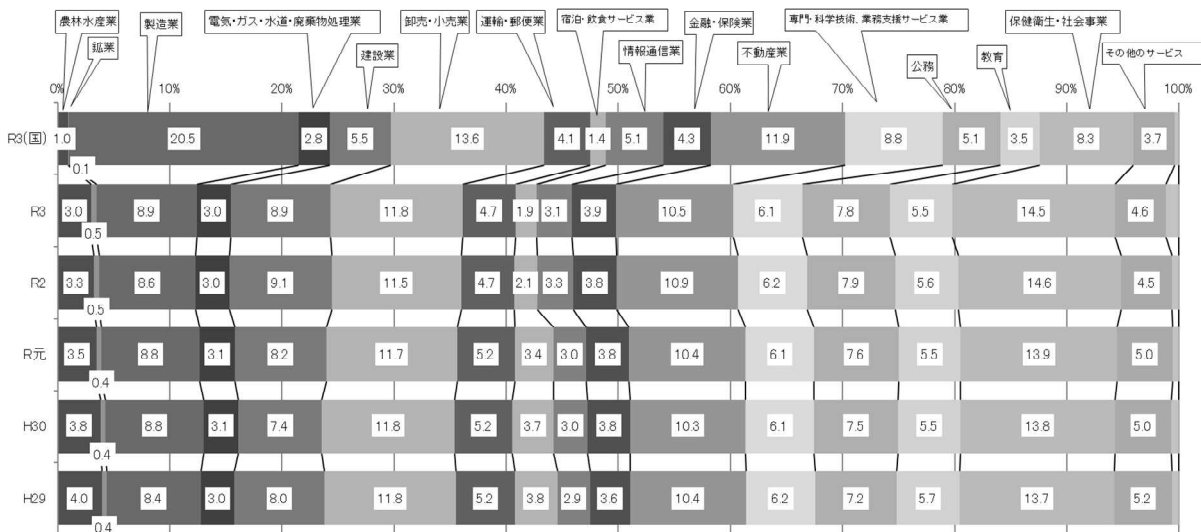 農林水産業
鉱業
製造業
電気・ガス・水道・廃棄物処理業
建設業
卸売・小売業
運輸・郵便業
宿泊・飲食サービス業
情報通信業
金融・保険業
不動産業
専門・科学技術、業務支援サービス業
公務
教育
保健衛生・社会事業
その他のサービス
0% 10% 20% 30% 40% 50% 60% 70% 80% 90% 100%
R3(国) 1.0 0.1 20.5 2.8 5.5 13.6 4.1 1.4 5.1 4.3 11.9 8.8 5.1 3.5 8.3 3.7
R3 3.0 0.5 8.9 3.0 8.9 11.8 4.7 1.9 3.1 3.9 10.5 6.1 7.8 5.5 14.5 4.6
R2 3.3 0.5 8.6 3.0 9.1 11.5 4.7 2.1 3.3 3.8 10.9 6.2 7.9 5.6 14.6 4.5
R元 3.5 0.4 8.8 3.1 8.2 11.7 5.2 3.4 3.0 3.8 10.4 6.1 7.6 5.5 13.9 5.0
H30 3.8 0.4 8.8 3.1 7.4 11.8 5.2 3.7 3.0 3.8 10.3 6.1 7.5 5.5 13.8 5.0
H29 4.0 0.4 8.4 3.0 8.0 11.8 5.2 3.8 2.9 3.6 10.4 6.2 7.2 5.7 13.7 5.2